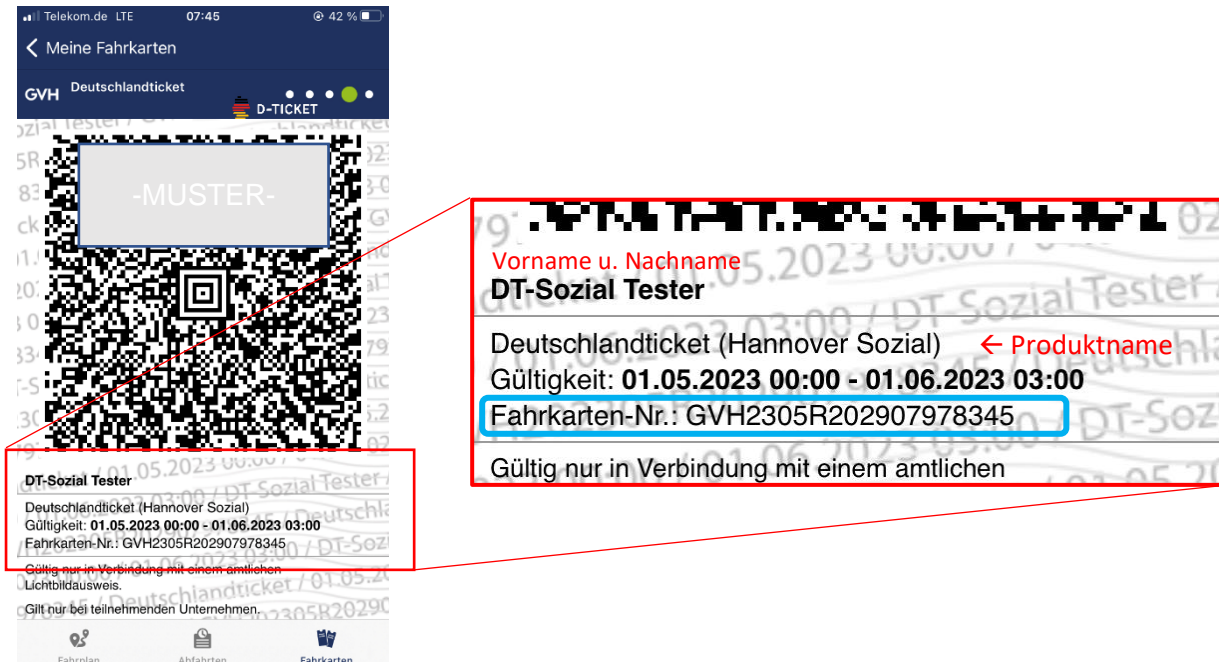 Telekom.de LTE 07:45 42 %
Meine Fahrkarten
GVH Deutschlandticket
D-TICKET
-MUSTER-
DT-Sozial Tester
Deutschlandticket (Hannover Sozial)
Gültigkeit: 01.05.2023 00:00 - 01.06.2023 03:00
Fahrkarten-Nr.: GVH2305R202907978345
Gültig nur in Verbindung mit einem amtlichen
Lichtbildausweis.
Gilt nur bei teilnehmenden Unternehmen.
Fahrplan Abfahrten Fahrkarten
Vorname u. Nachname
DT-Sozial Tester
Deutschlandticket (Hannover Sozial) ← Produktname
Gültigkeit: 01.05.2023 00:00 - 01.06.2023 03:00
Fahrkarten-Nr.: GVH2305R202907978345
Gültig nur in Verbindung mit einem amtlichen